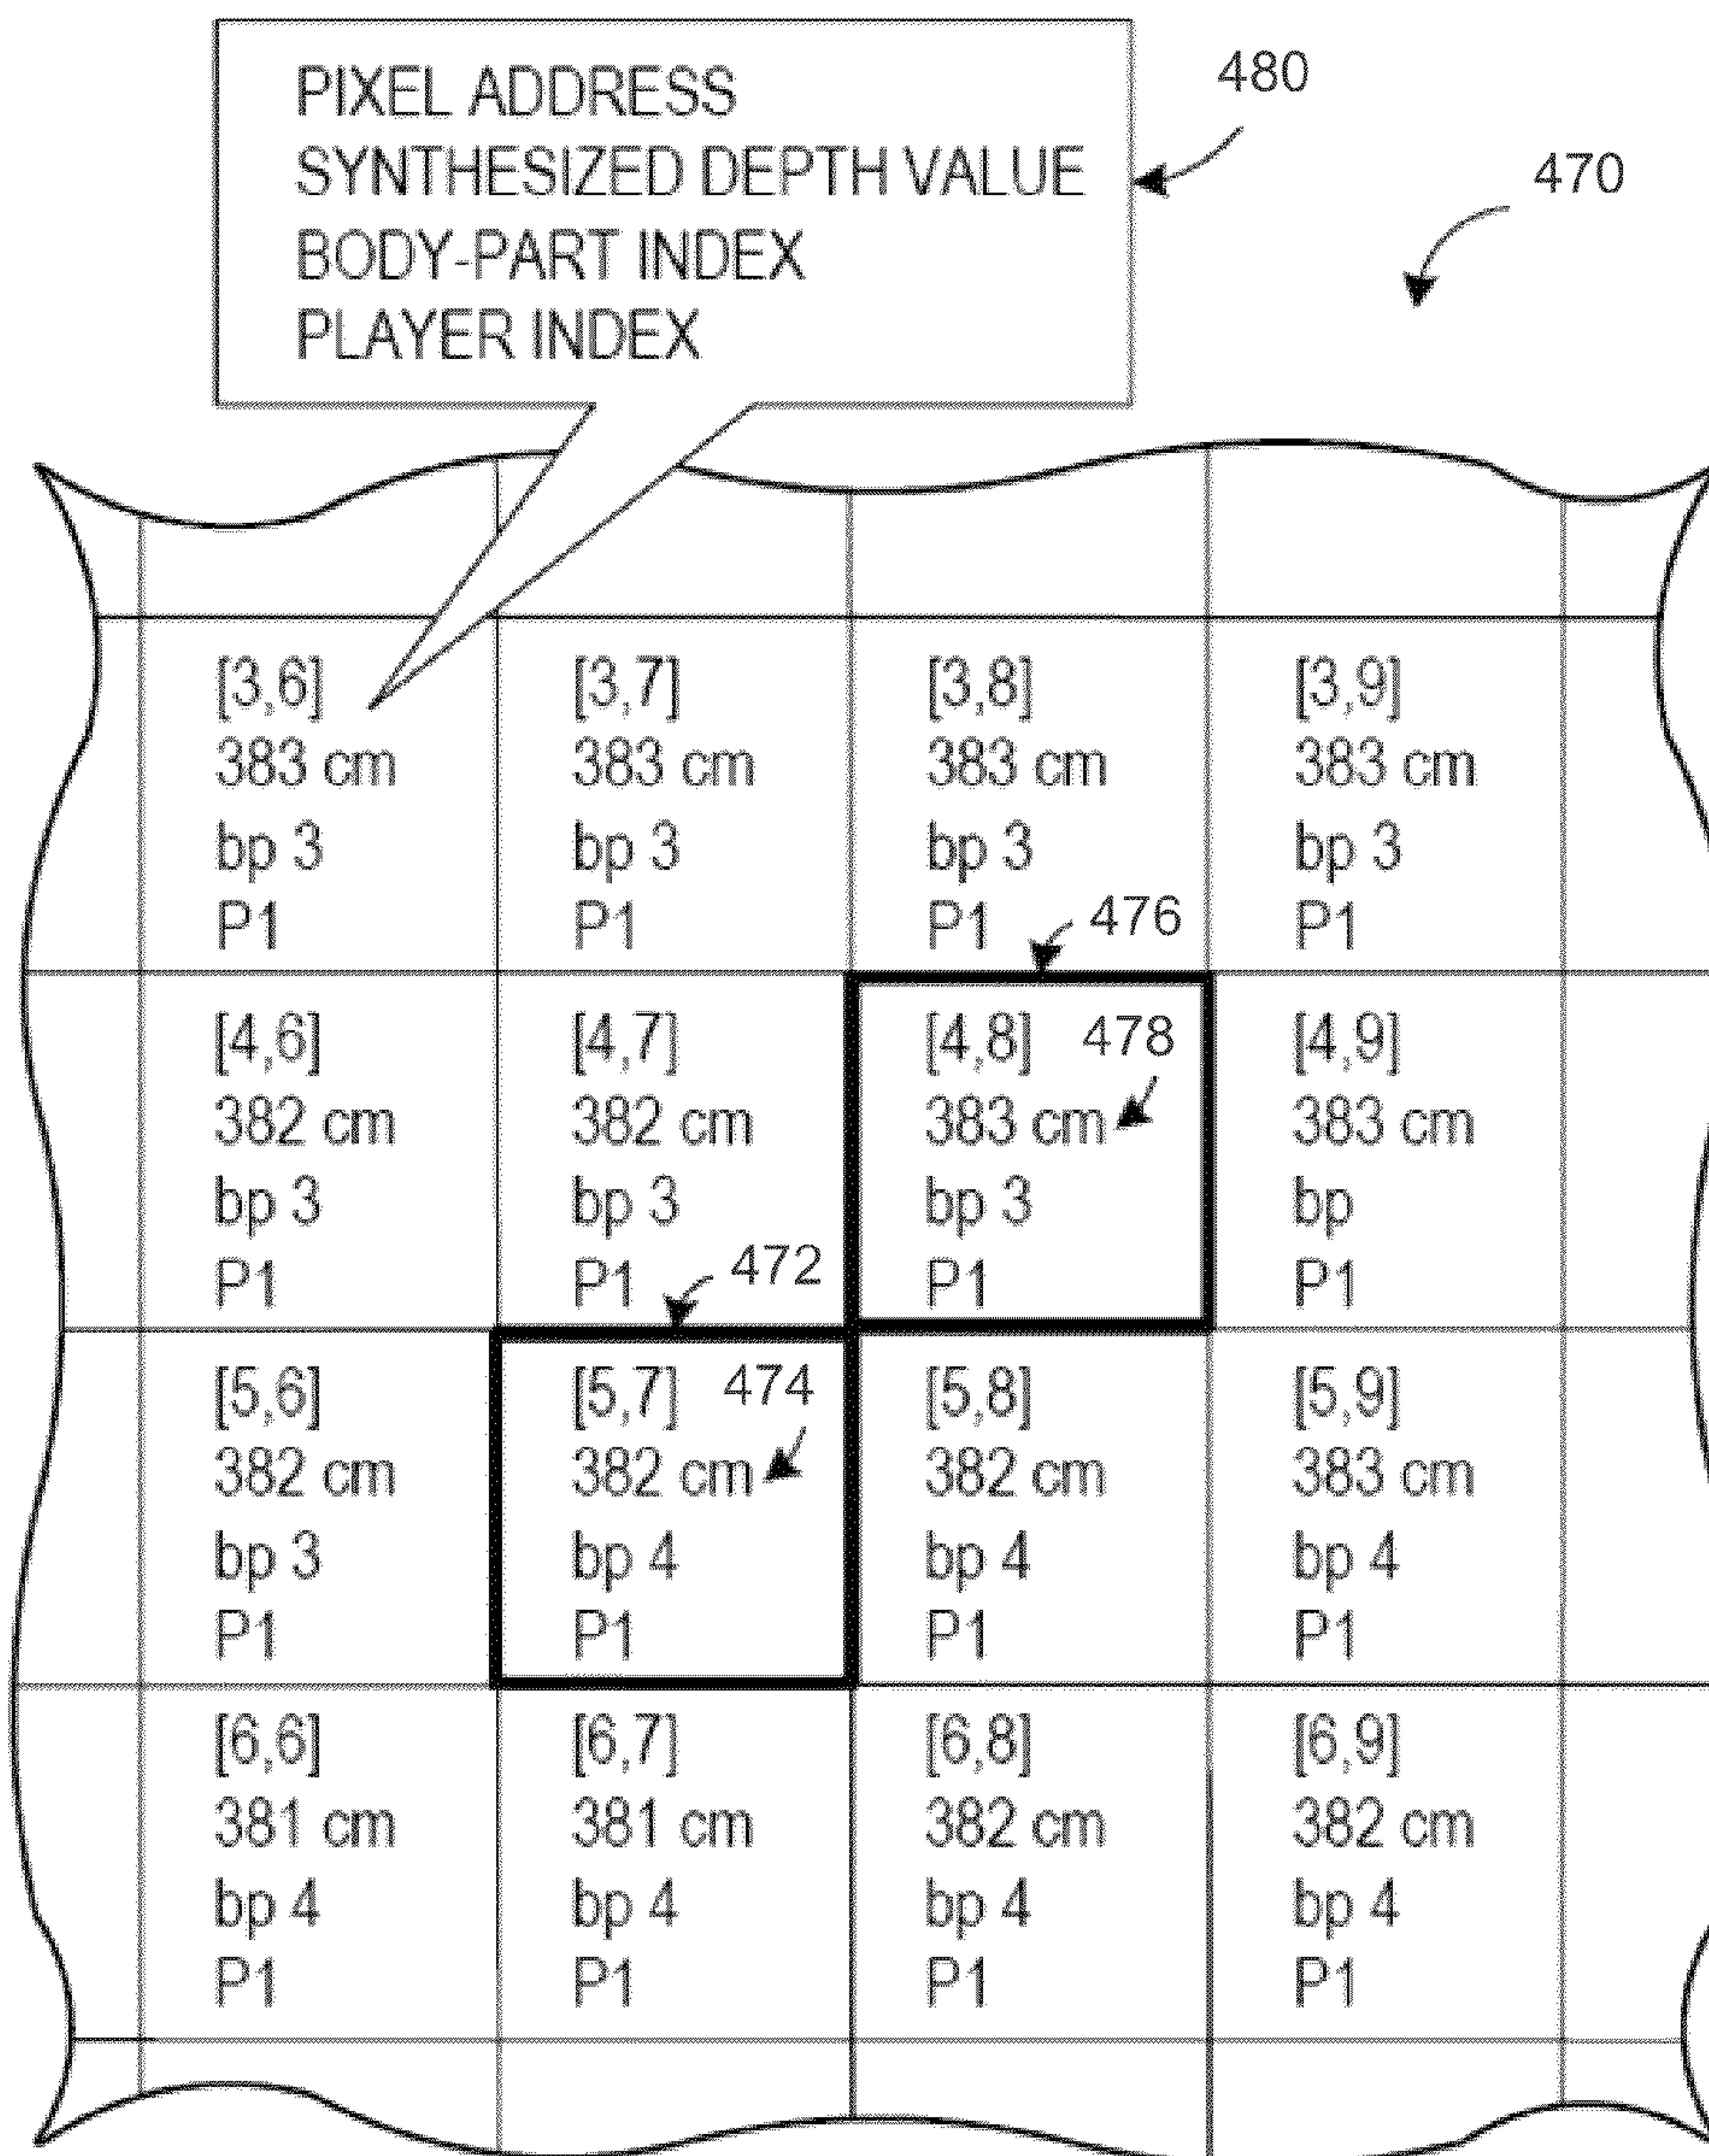 PIXEL ADDRESS
SYNTHESIZED DEPTH VALUE
BODY-PART INDEX
PLAYER INDEX
480
470
[3,6] [3,7] [3,8] [3,9]
383 cm 383 cm 383 cm 383 cm
bp 3 bp 3 bp 3 bp 3
P1 P1 P1 476 P1
[4,6] [4,7] [4,8] 478 [4,9]
382 cm 382 cm 383 cm 383 cm
bp 3 bp 3 bp 3 bp
P1 P1 472 P1 P1
[5,6] [5,7] 474 [5,8] [5,9]
382 cm 382 cm 382 cm 383 cm
bp 3 bp 4 bp 4 bp 4
P1 P1 P1 P1
[6,6] [6,7] [6,8] [6,9]
381 cm 381 cm 382 cm 382 cm
bp 4 bp 4 bp 4 bp 4
P1 P1 P1 P1